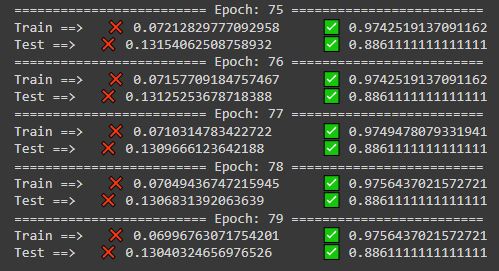 ====================== Epoch: 75 ======================
Train ==> ❌ 0.07212829777092958 ✅ 0.9742519137091162
Test ==> ❌ 0.13154062508758932 ✅ 0.8861111111111111
====================== Epoch: 76 ======================
Train ==> ❌ 0.07157709184757467 ✅ 0.9742519137091162
Test ==> ❌ 0.13125253678718388 ✅ 0.8861111111111111
====================== Epoch: 77 ======================
Train ==> ❌ 0.0710314783422722 ✅ 0.9749478079331941
Test ==> ❌ 0.1309666123642188 ✅ 0.8861111111111111
====================== Epoch: 78 ======================
Train ==> ❌ 0.07049436747215945 ✅ 0.9756437021572721
Test ==> ❌ 0.1306831392063639 ✅ 0.8861111111111111
====================== Epoch: 79 ======================
Train ==> ❌ 0.06996763071754201 ✅ 0.9756437021572721
Test ==> ❌ 0.13040324656976526 ✅ 0.8861111111111111